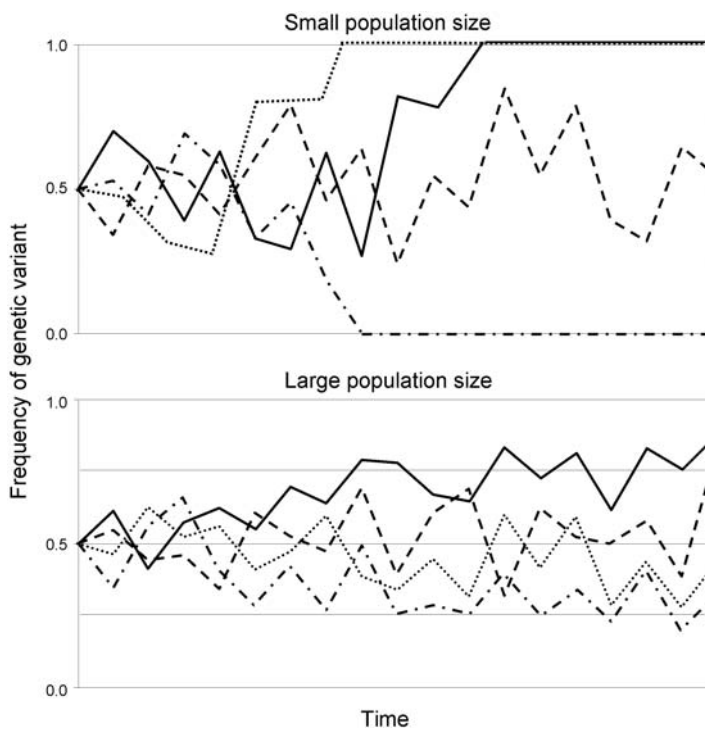 Small population size
1.0
0.5
0.0
Large population size
1.0
0.5
0.0
Frequency of genetic variant
Time